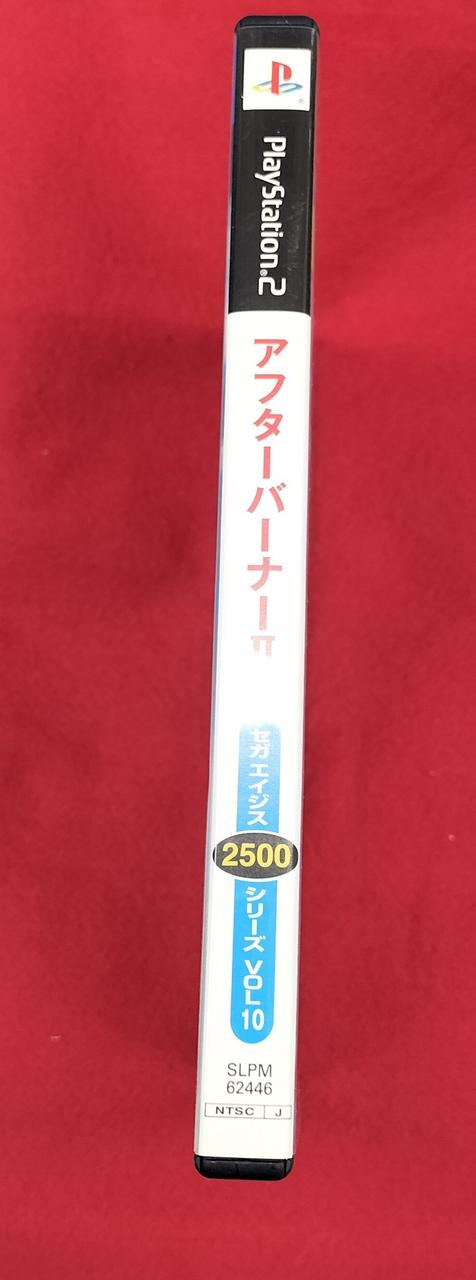 PlayStation®2
アフターバーナーII
セガエイジス
2500
シリーズ VOL 10
SLPM
62446
NTSC J